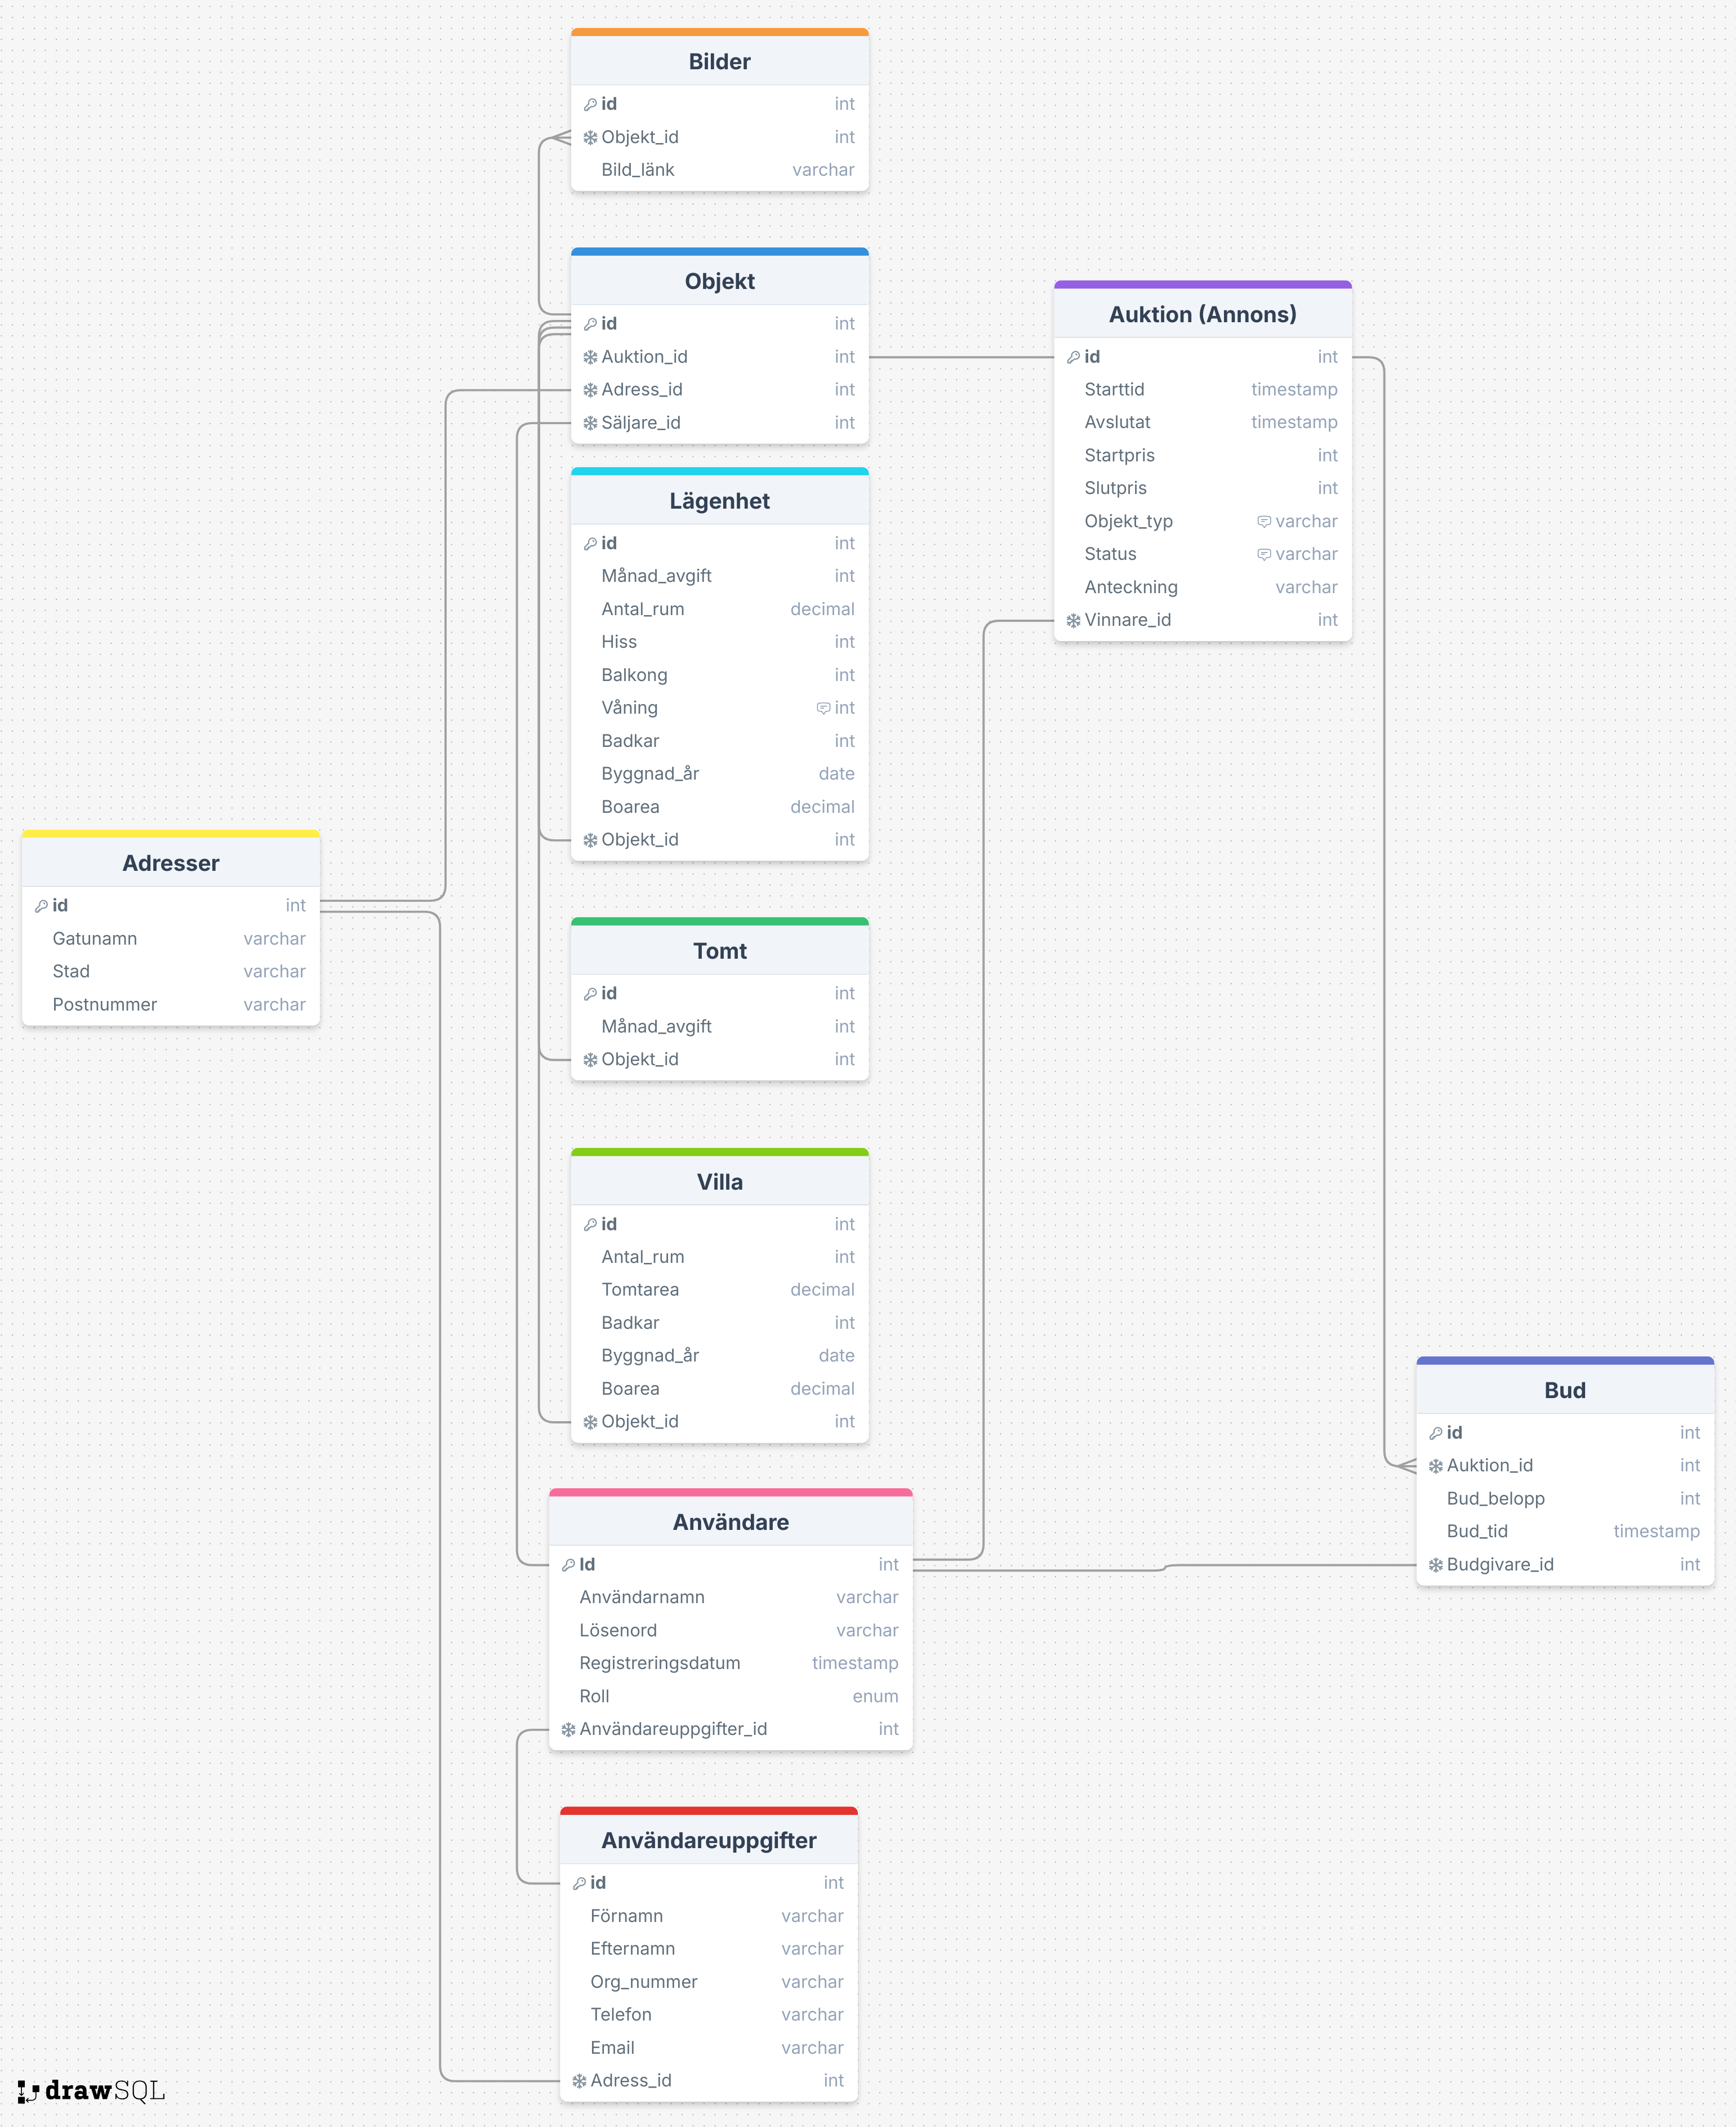 Bilder
id int
Objekt_id int
Bild_länk varchar
Objekt
id int
Auktion_id int
Adress_id int
Säljare_id int
Auktion (Annons)
id int
Starttid timestamp
Avslutat timestamp
Startpris int
Slutpris int
Objekt_typ varchar
Status varchar
Anteckning varchar
Vinnare_id int
Lägenhet
id int
Månad_avgift int
Antal_rum decimal
Hiss int
Balkong int
Våning int
Badkar int
Byggnad_år date
Boarea decimal
Objekt_id int
Adresser
id int
Gatunamn varchar
Stad varchar
Postnummer varchar
Tomt
id int
Månad_avgift int
Objekt_id int
Villa
id int
Antal_rum int
Tomtarea decimal
Badkar int
Byggnad_år date
Boarea decimal
Objekt_id int
Bud
id int
Auktion_id int
Bud_belopp int
Bud_tid timestamp
Budgivare_id int
Användare
Id int
Användarnamn varchar
Lösenord varchar
Registreringsdatum timestamp
Roll enum
Användareuppgifter_id int
Användareuppgifter
id int
Förnamn varchar
Efternamn varchar
Org_nummer varchar
Telefon varchar
Email varchar
Adress_id int
drawSQL